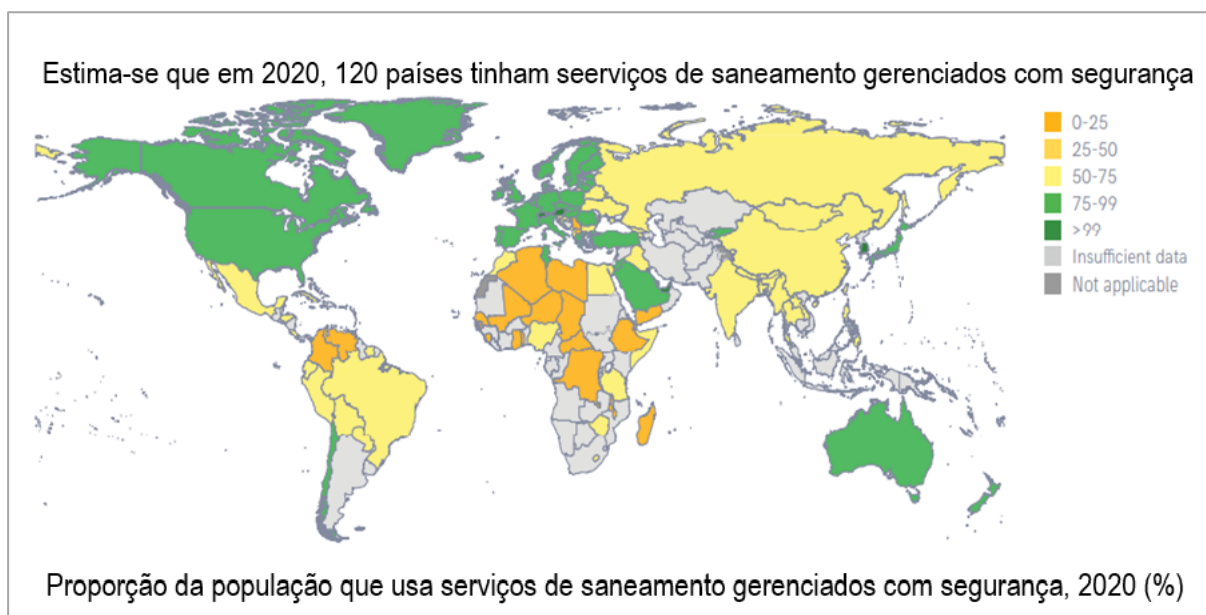 Estima-se que em 2020, 120 países tinham seerviços de saneamento gerenciados com segurança
0-25
25-50
50-75
75-99
>99
Insufficient data
Not applicable
Proporção da população que usa serviços de saneamento gerenciados com segurança, 2020 (%)